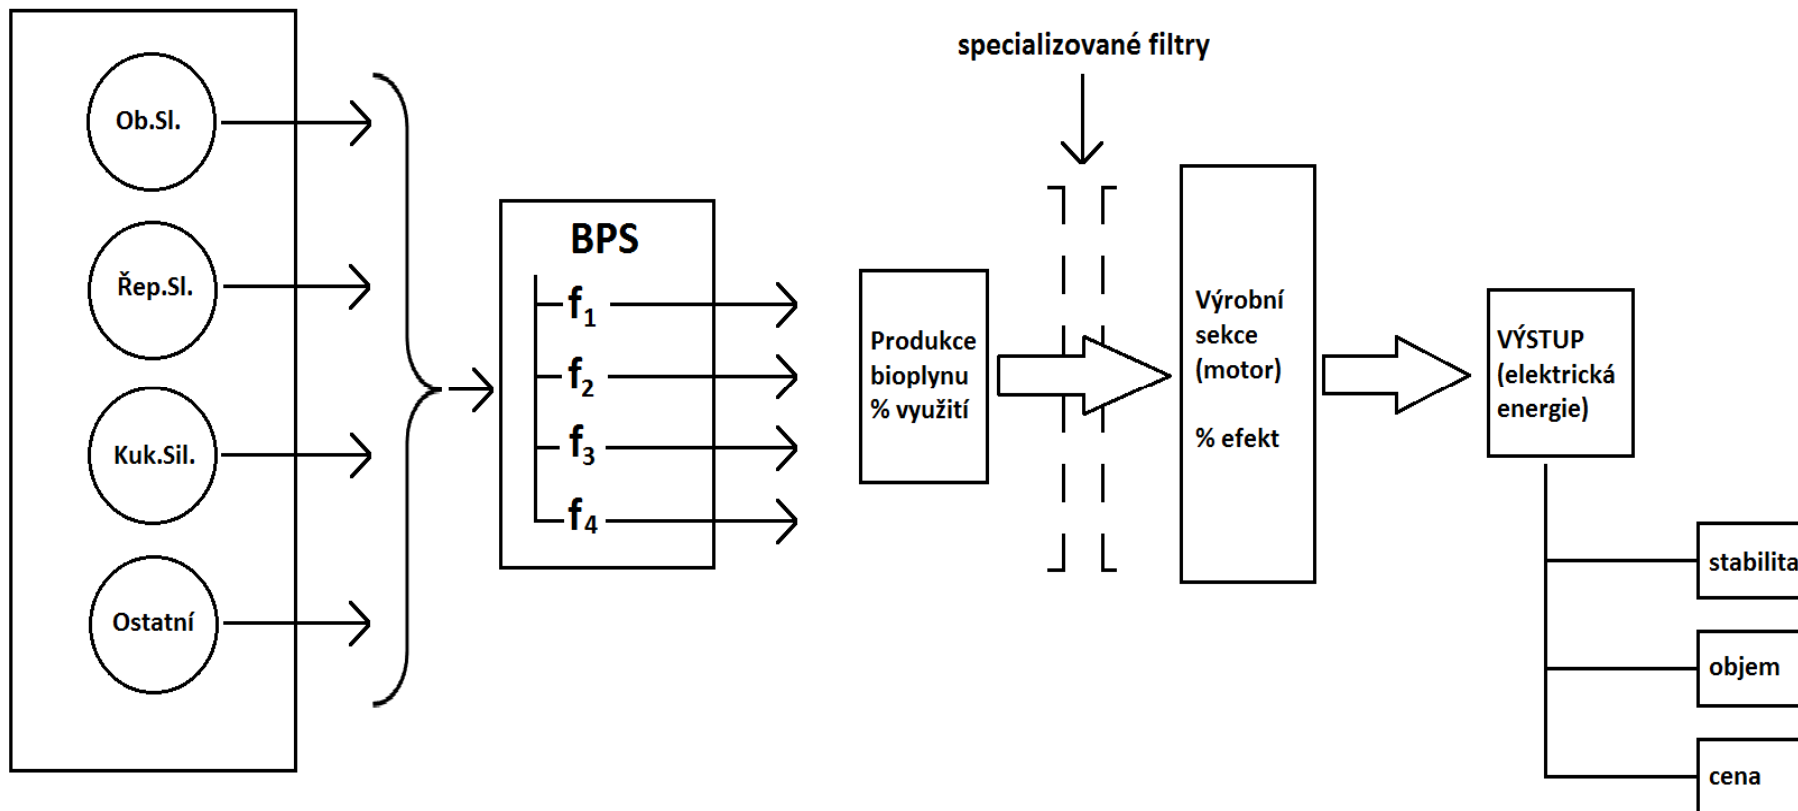 specializované filtry
Ob.Sl.
Řep.Sl.
Kuk.Sil.
Ostatní
BPS
f1
f2
f3
f4
Produkce
bioplynu
% využití
Výrobní
sekce
(motor)
% efekt
VÝSTUP
(elektrická
energie)
stabilita
objem
cena